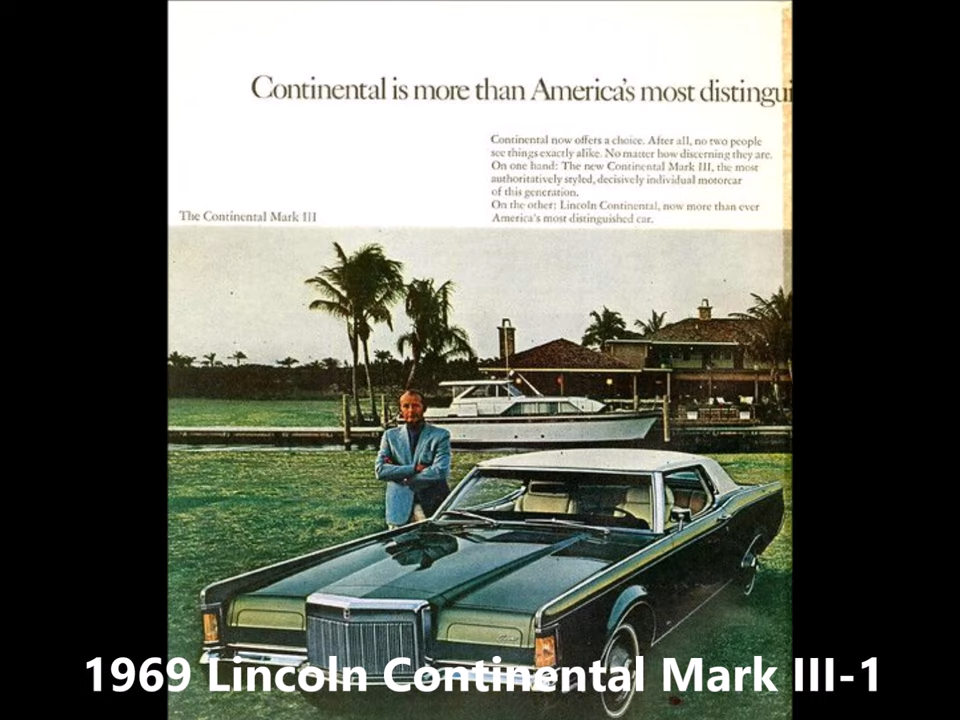 Continental is more than America's most distingui
Continental now offers a choice. After all, no two people
see things exactly alike. No matter how discerning they are.
On one hand: The new Continental Mark III, the most
authoritatively styled, decisively individual motorcar
of this generation.
On the other: Lincoln Continental, now more than ever
America's most distinguished car.
The Continental Mark III
1969 Lincoln Continental Mark III-1